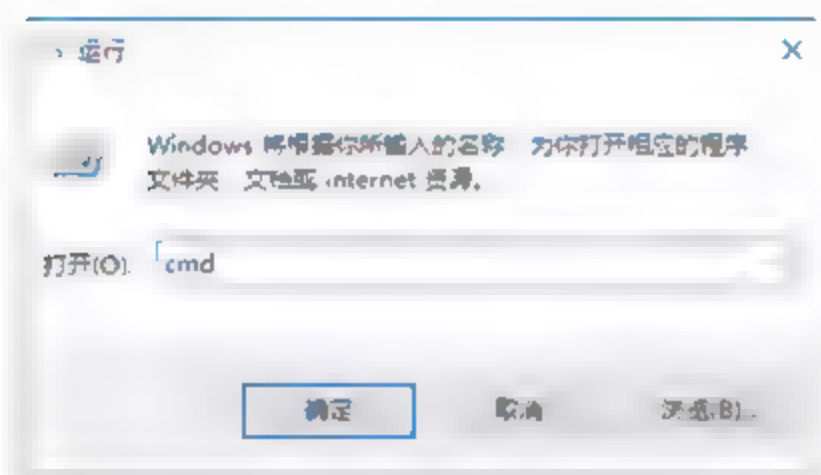 运行
Windows 将根据你所输入的名称，为你打开相应的程序
文件夹、文档或 Internet 资源。
打开(O): cmd
确定 取消 浏览(B)...